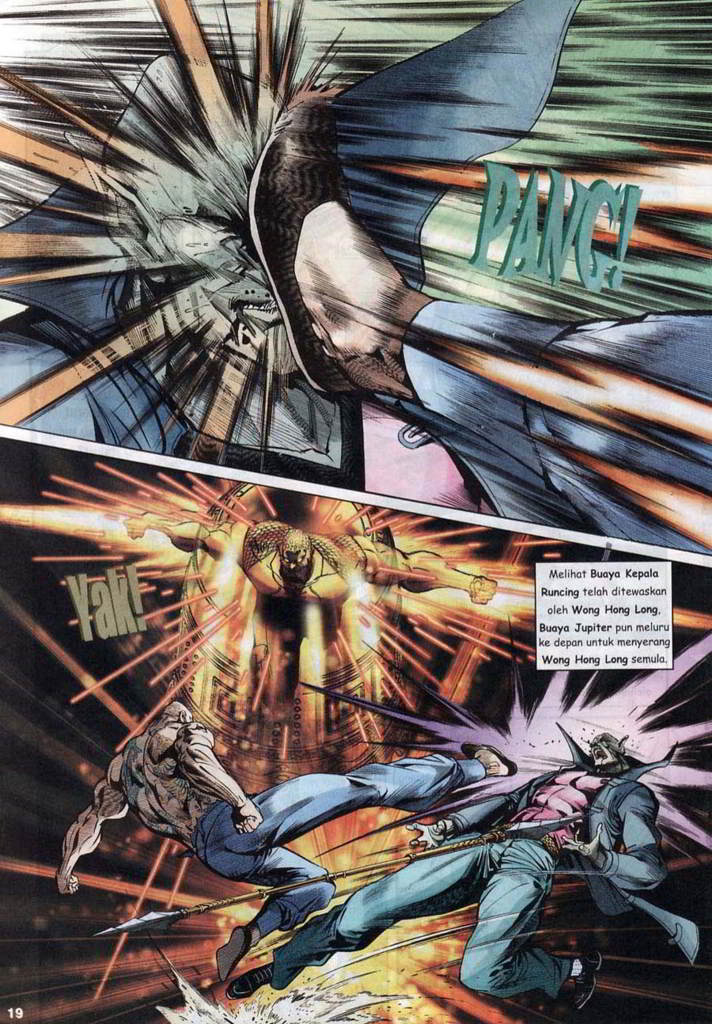 PANG!
Yak!
Melihat Buaya Kepala
Runcing telah ditewaskan
oleh Wong Hong Long,
Buaya Jupiter pun meluru
ke depan untuk menyerang
Wong Hong Long semula.
19